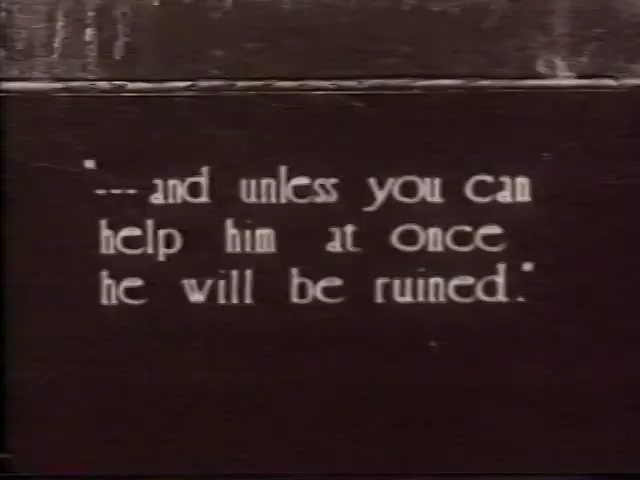 "---and unless you can
help him at once
he will be ruined."